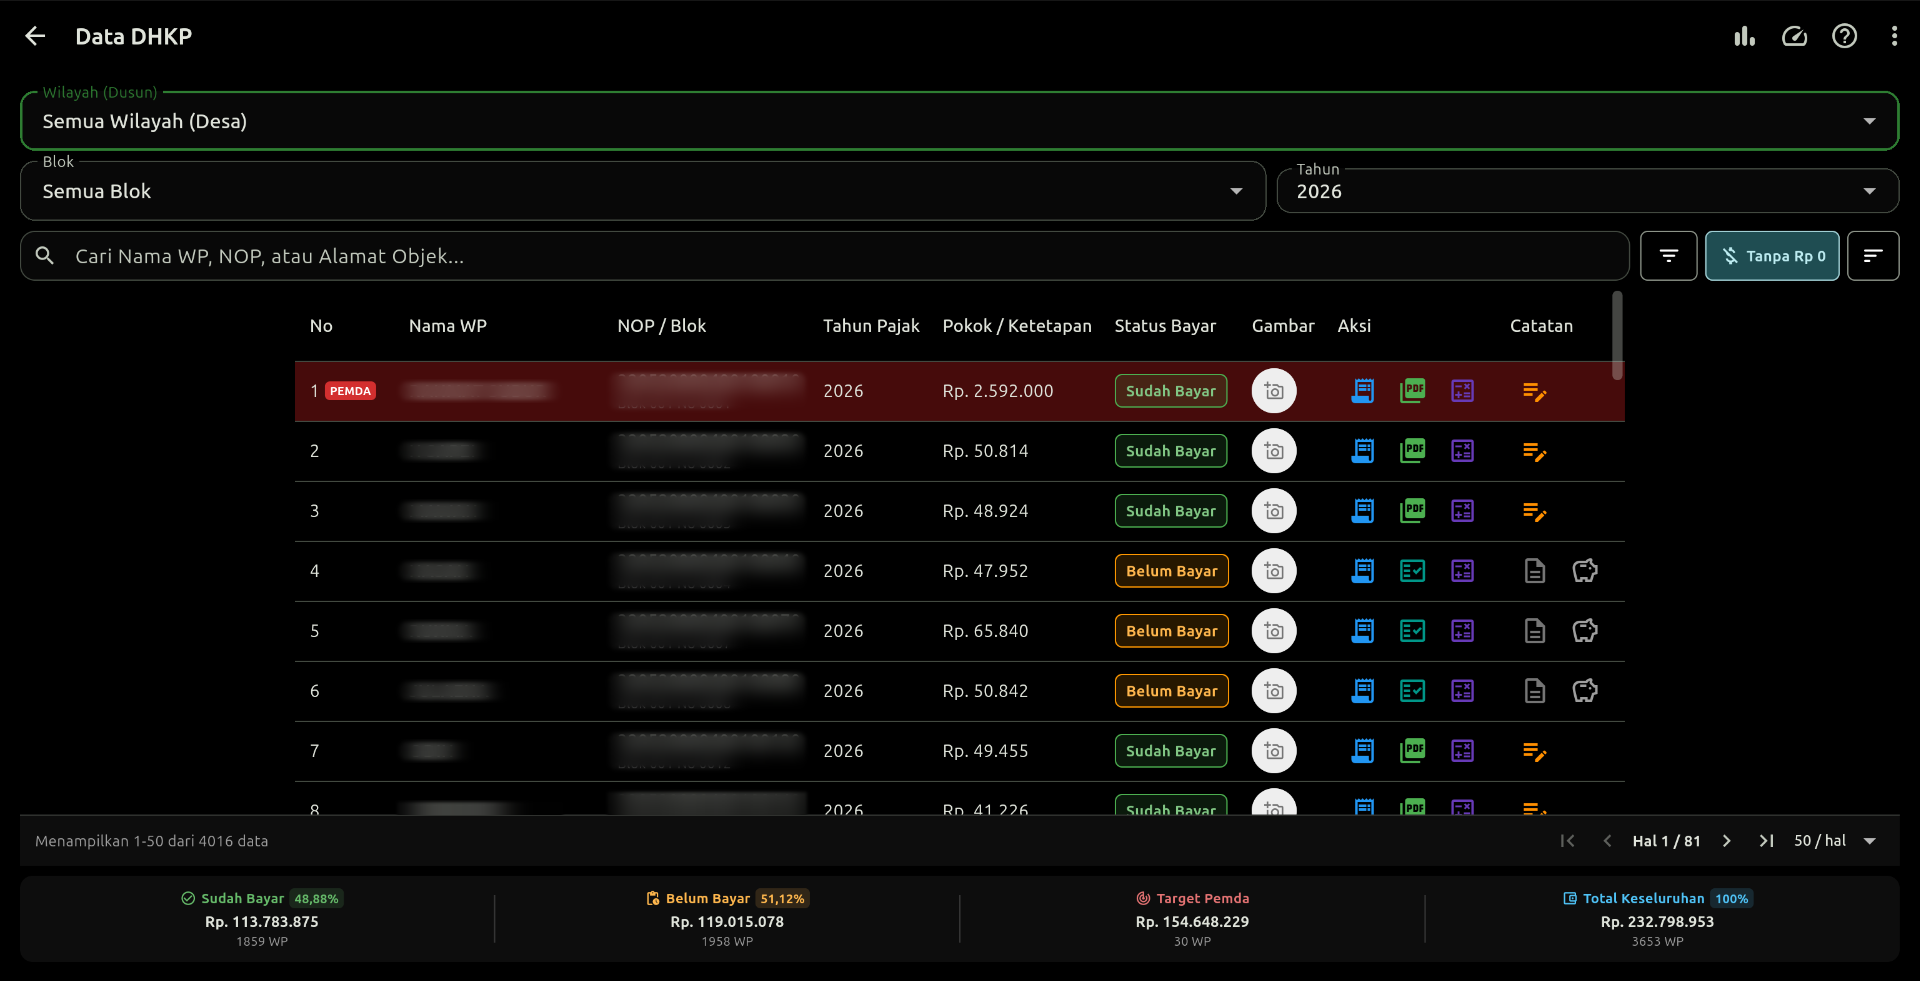 Data DHKP
Wilayah (Dusun)
Semua Wilayah (Desa)
Blok
Semua Blok
Tahun
2026
Cari Nama WP, NOP, atau Alamat Objek...
Tanpa Rp 0
No Nama WP NOP / Blok Tahun Pajak Pokok / Ketetapan Status Bayar Gambar Aksi Catatan
1 PEMDA 2026 Rp. 2.592.000 Sudah Bayar PDF
2 2026 Rp. 50.814 Sudah Bayar PDF
3 2026 Rp. 48.924 Sudah Bayar PDF
4 2026 Rp. 47.952 Belum Bayar
5 2026 Rp. 65.840 Belum Bayar
6 2026 Rp. 50.842 Belum Bayar
7 2026 Rp. 49.455 Sudah Bayar PDF
8 2026 Rp. 41.226 Sudah Bayar PDF
Menampilkan 1-50 dari 4016 data
Hal 1 / 81
50 / hal
Sudah Bayar 48,88%
Rp. 113.783.875
1859 WP
Belum Bayar 51,12%
Rp. 119.015.078
1958 WP
Target Pemda
Rp. 154.648.229
30 WP
Total Keseluruhan 100%
Rp. 232.798.953
3653 WP